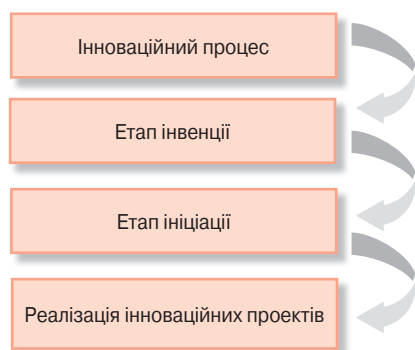 Інноваційний процес
Етап інвенції
Етап ініціації
Реалізація інноваційних проектів